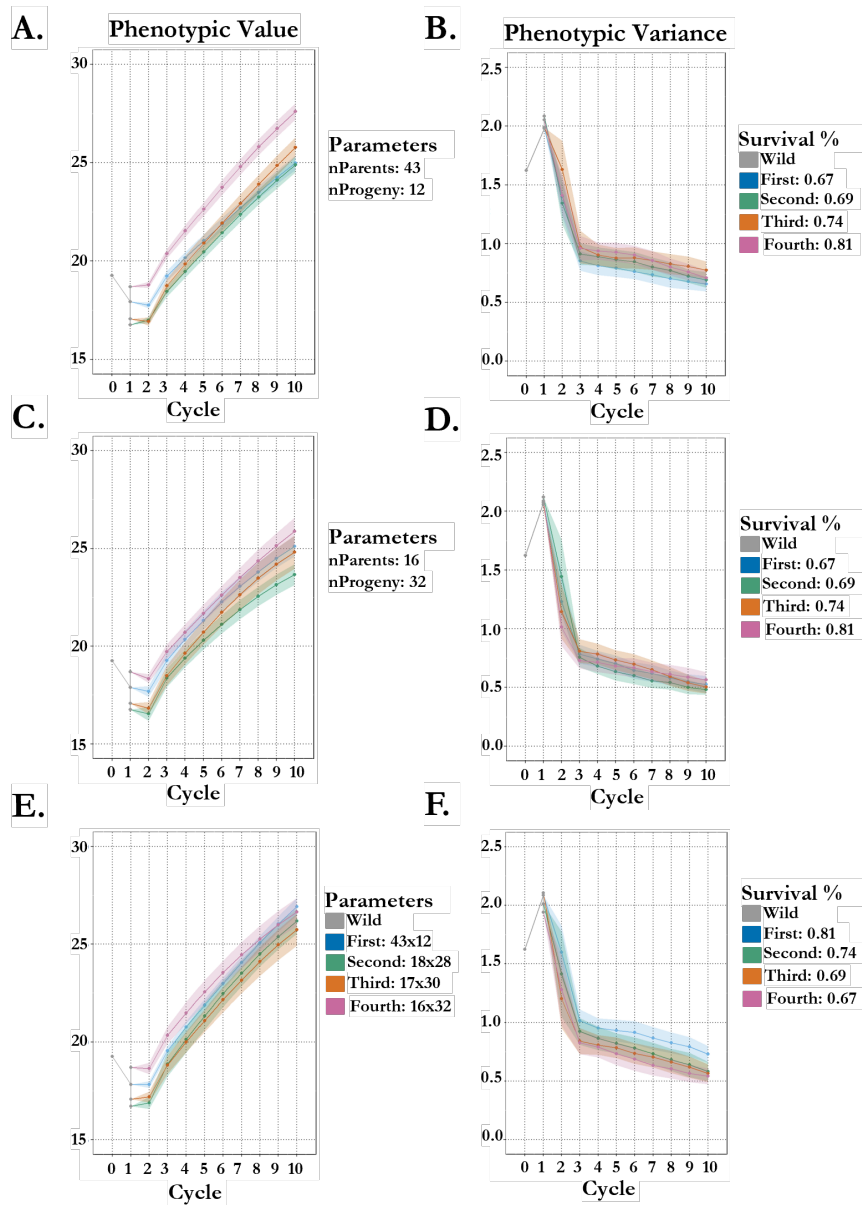 A.
Phenotypic Value
30
25
20
15
0 1 2 3 4 5 6 7 8 9 10
Cycle
Parameters
nParents: 43
nProgeny: 12
B.
Phenotypic Variance
2.5
2.0
1.5
1.0
0.5
0.0
0 1 2 3 4 5 6 7 8 9 10
Cycle
Survival %
Wild
First: 0.67
Second: 0.69
Third: 0.74
Fourth: 0.81
C.
30
25
20
15
0 1 2 3 4 5 6 7 8 9 10
Cycle
Parameters
nParents: 16
nProgeny: 32
D.
2.5
2.0
1.5
1.0
0.5
0.0
0 1 2 3 4 5 6 7 8 9 10
Cycle
Survival %
Wild
First: 0.67
Second: 0.69
Third: 0.74
Fourth: 0.81
E.
30
25
20
15
0 1 2 3 4 5 6 7 8 9 10
Cycle
Parameters
Wild
First: 43x12
Second: 18x28
Third: 17x30
Fourth: 16x32
F.
2.5
2.0
1.5
1.0
0.5
0.0
0 1 2 3 4 5 6 7 8 9 10
Cycle
Survival %
Wild
First: 0.81
Second: 0.74
Third: 0.69
Fourth: 0.67